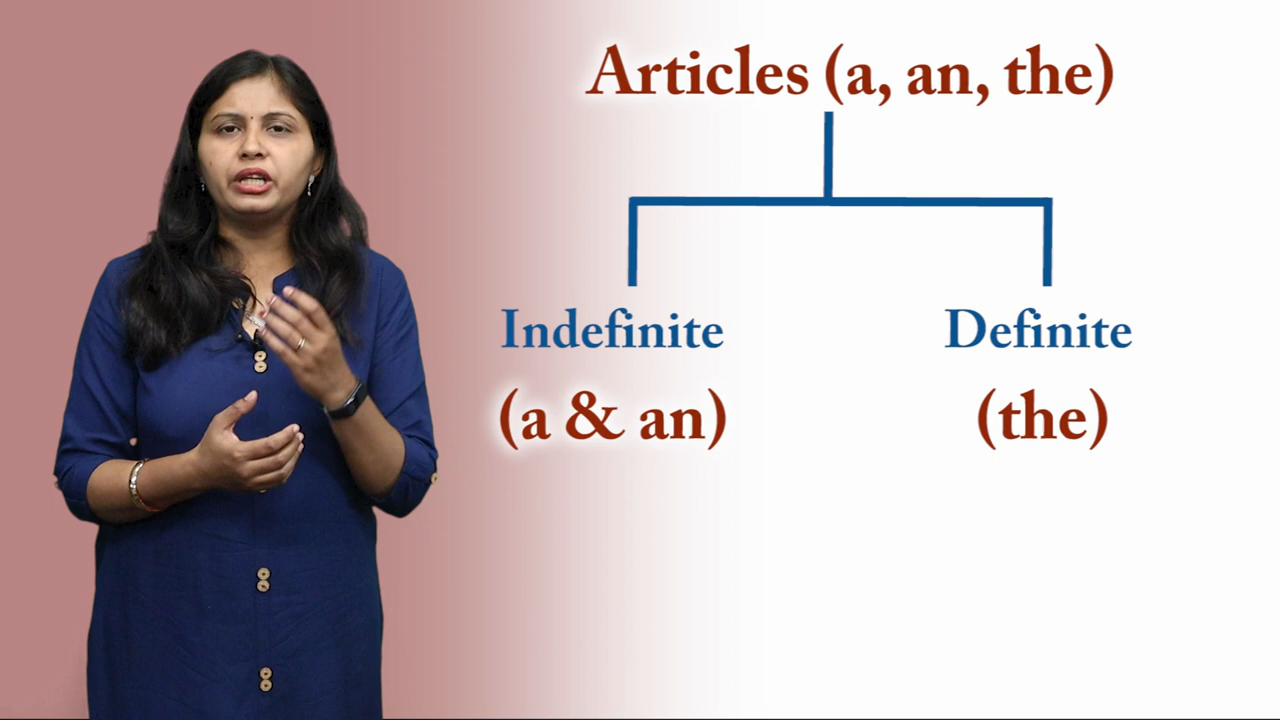 Articles (a, an, the)
Indefinite
Definite
(a & an)
(the)